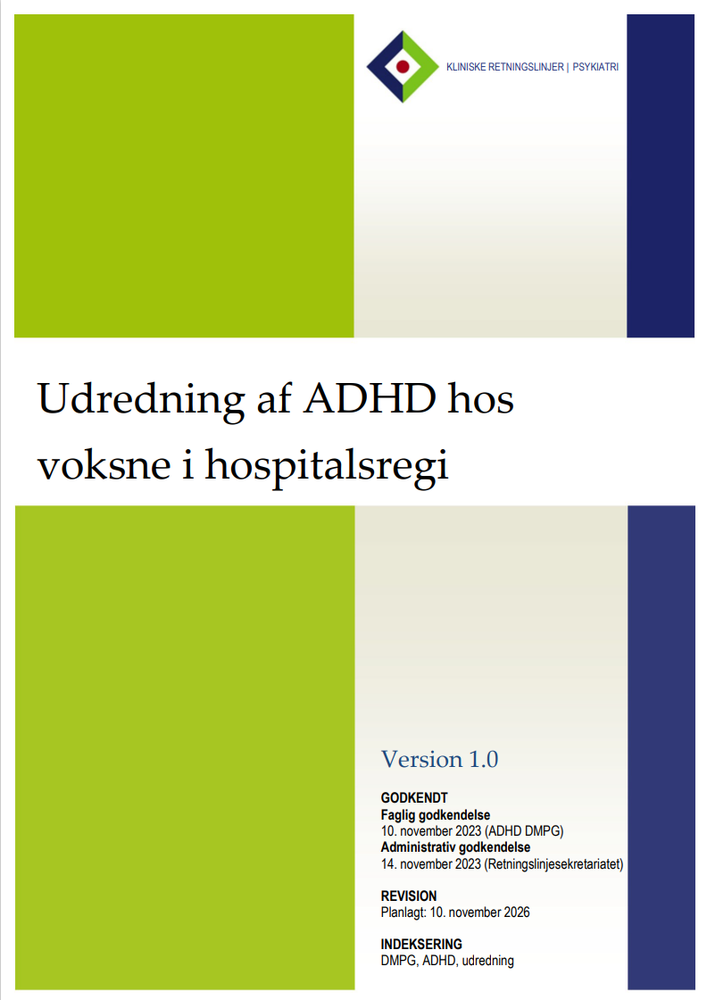 KLINISKE RETNINGSLINJER | PSYKIATRI
Udredning af ADHD hos
voksne i hospitalsregi
Version 1.0
GODKENDT
Faglig godkendelse
10. november 2023 (ADHD DMPG)
Administrativ godkendelse
14. november 2023 (Retningslinjesekretariatet)
REVISION
Planlagt: 10. november 2026
INDEKSERING
DMPG, ADHD, udredning